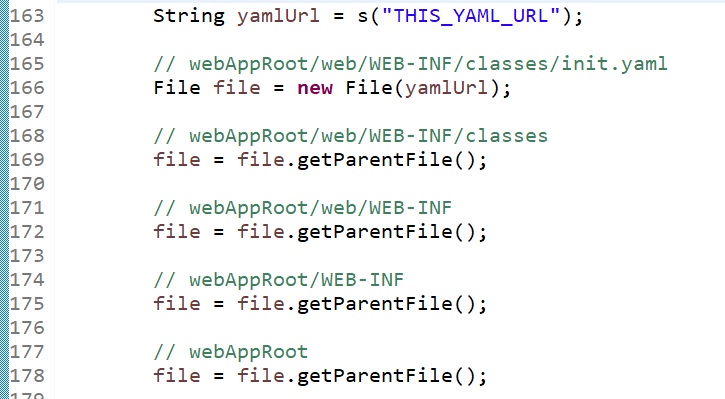 163 String yamlUrl = s("THIS_YAML_URL");
164
165 // webAppRoot/web/WEB-INF/classes/init.yaml
166 File file = new File(yamlUrl);
167
168 // webAppRoot/web/WEB-INF/classes
169 file = file.getParentFile();
170
171 // webAppRoot/web/WEB-INF
172 file = file.getParentFile();
173
174 // webAppRoot/WEB-INF
175 file = file.getParentFile();
176
177 // webAppRoot
178 file = file.getParentFile();
179